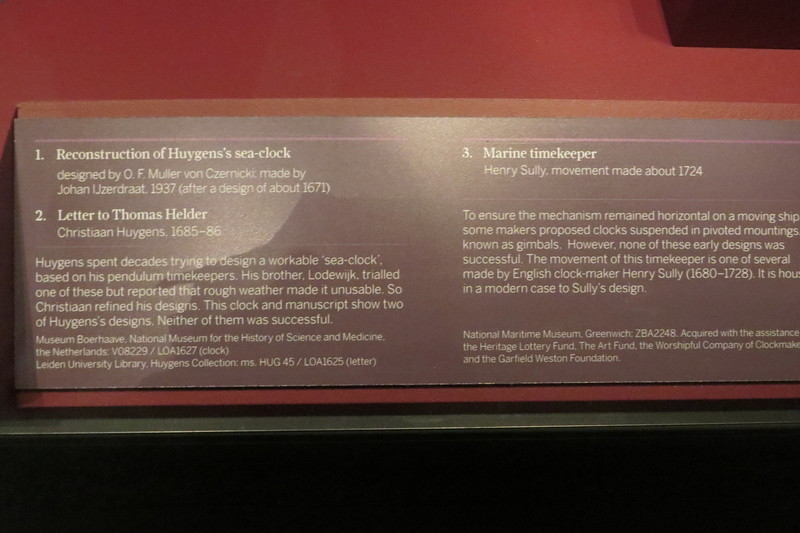 1. Reconstruction of Huygens's sea-clock
designed by O. F. Muller von Czernicki; made by
Johan IJzerdraat, 1937 (after a design of about 1671)
2. Letter to Thomas Helder
Christiaan Huygens, 1685–86
Huygens spent decades trying to design a workable 'sea-clock',
based on his pendulum timekeepers. His brother, Lodewijk, trialled
one of these but reported that rough weather made it unusable. So
Christiaan refined his designs. This clock and manuscript show two
of Huygens's designs. Neither of them was successful.
Museum Boerhaave, National Museum for the History of Science and Medicine,
the Netherlands: V08229 / LOA1627 (clock)
Leiden University Library, Huygens Collection: ms. HUG 45 / LOA1625 (letter)
3. Marine timekeeper
Henry Sully, movement made about 1724
To ensure the mechanism remained horizontal on a moving ship
some makers proposed clocks suspended in pivoted mountings,
known as gimbals. However, none of these early designs was
successful. The movement of this timekeeper is one of several
made by English clock-maker Henry Sully (1680–1728). It is
in a modern case to Sully's design.
National Maritime Museum, Greenwich: ZBA2248. Acquired with the assistance
the Heritage Lottery Fund, The Art Fund, the Worshipful Company of
and the Garfield Weston Foundation.